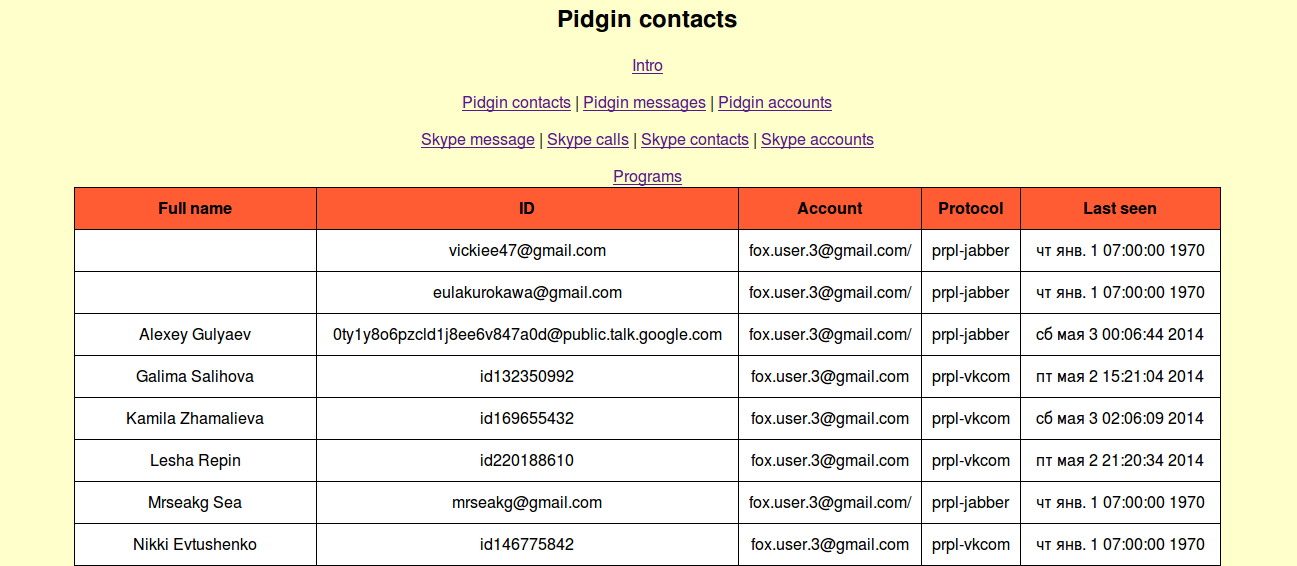 Pidgin contacts
Intro
Pidgin contacts | Pidgin messages | Pidgin accounts
Skype message | Skype calls | Skype contacts | Skype accounts
Programs
Full name ID Account Protocol Last seen
vickiee47@gmail.com fox.user.3@gmail.com/ prpl-jabber чт янв. 1 07:00:00 1970
eulakurokawa@gmail.com fox.user.3@gmail.com/ prpl-jabber чт янв. 1 07:00:00 1970
Alexey Gulyaev 0ty1y8o6pzcld1j8ee6v847a0d@public.talk.google.com fox.user.3@gmail.com/ prpl-jabber сб мая 3 00:06:44 2014
Galima Salihova id132350992 fox.user.3@gmail.com prpl-vkcom пт мая 2 15:21:04 2014
Kamila Zhamalieva id169655432 fox.user.3@gmail.com prpl-vkcom сб мая 3 02:06:09 2014
Lesha Repin id220188610 fox.user.3@gmail.com prpl-vkcom пт мая 2 21:20:34 2014
Mrseakg Sea mrseakg@gmail.com fox.user.3@gmail.com/ prpl-jabber чт янв. 1 07:00:00 1970
Nikki Evtushenko id146775842 fox.user.3@gmail.com prpl-vkcom чт янв. 1 07:00:00 1970